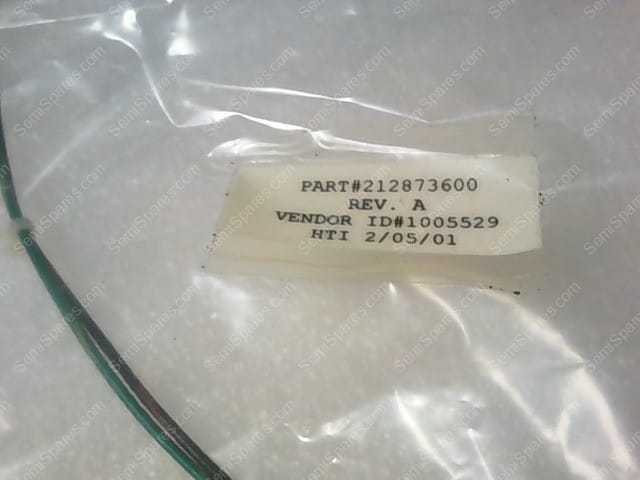 PART#212873600
REV. A
VENDOR ID#1005529
HTI 2/05/01
SemiSpares.com